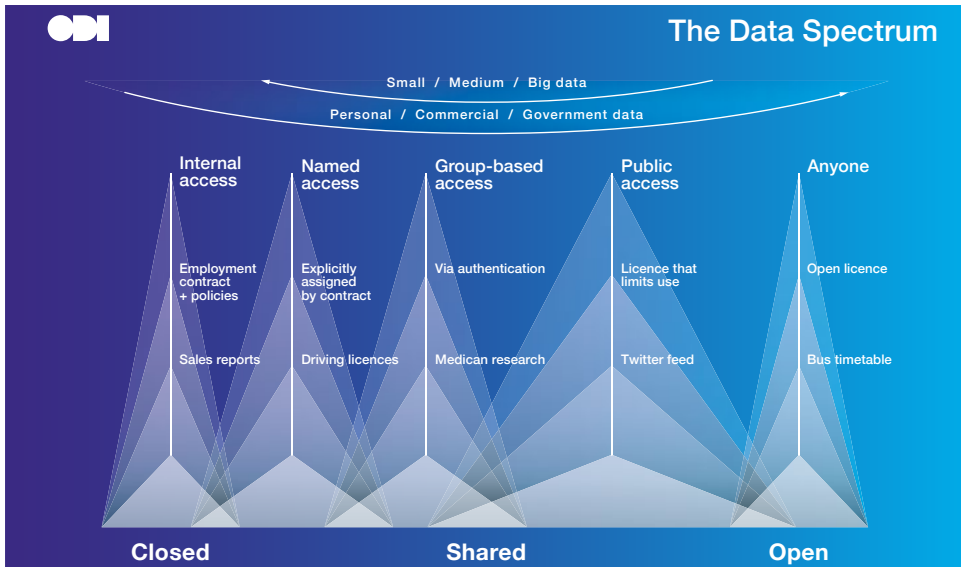 ODI
The Data Spectrum
Small / Medium / Big data
Personal / Commercial / Government data
Internal
access
Named
access
Group-based
access
Public
access
Anyone
Employment
contract
+ policies
Explicitly
assigned
by contract
Via authentication
Licence that
limits use
Open licence
Sales reports
Driving licences
Medican research
Twitter feed
Bus timetable
Closed
Shared
Open